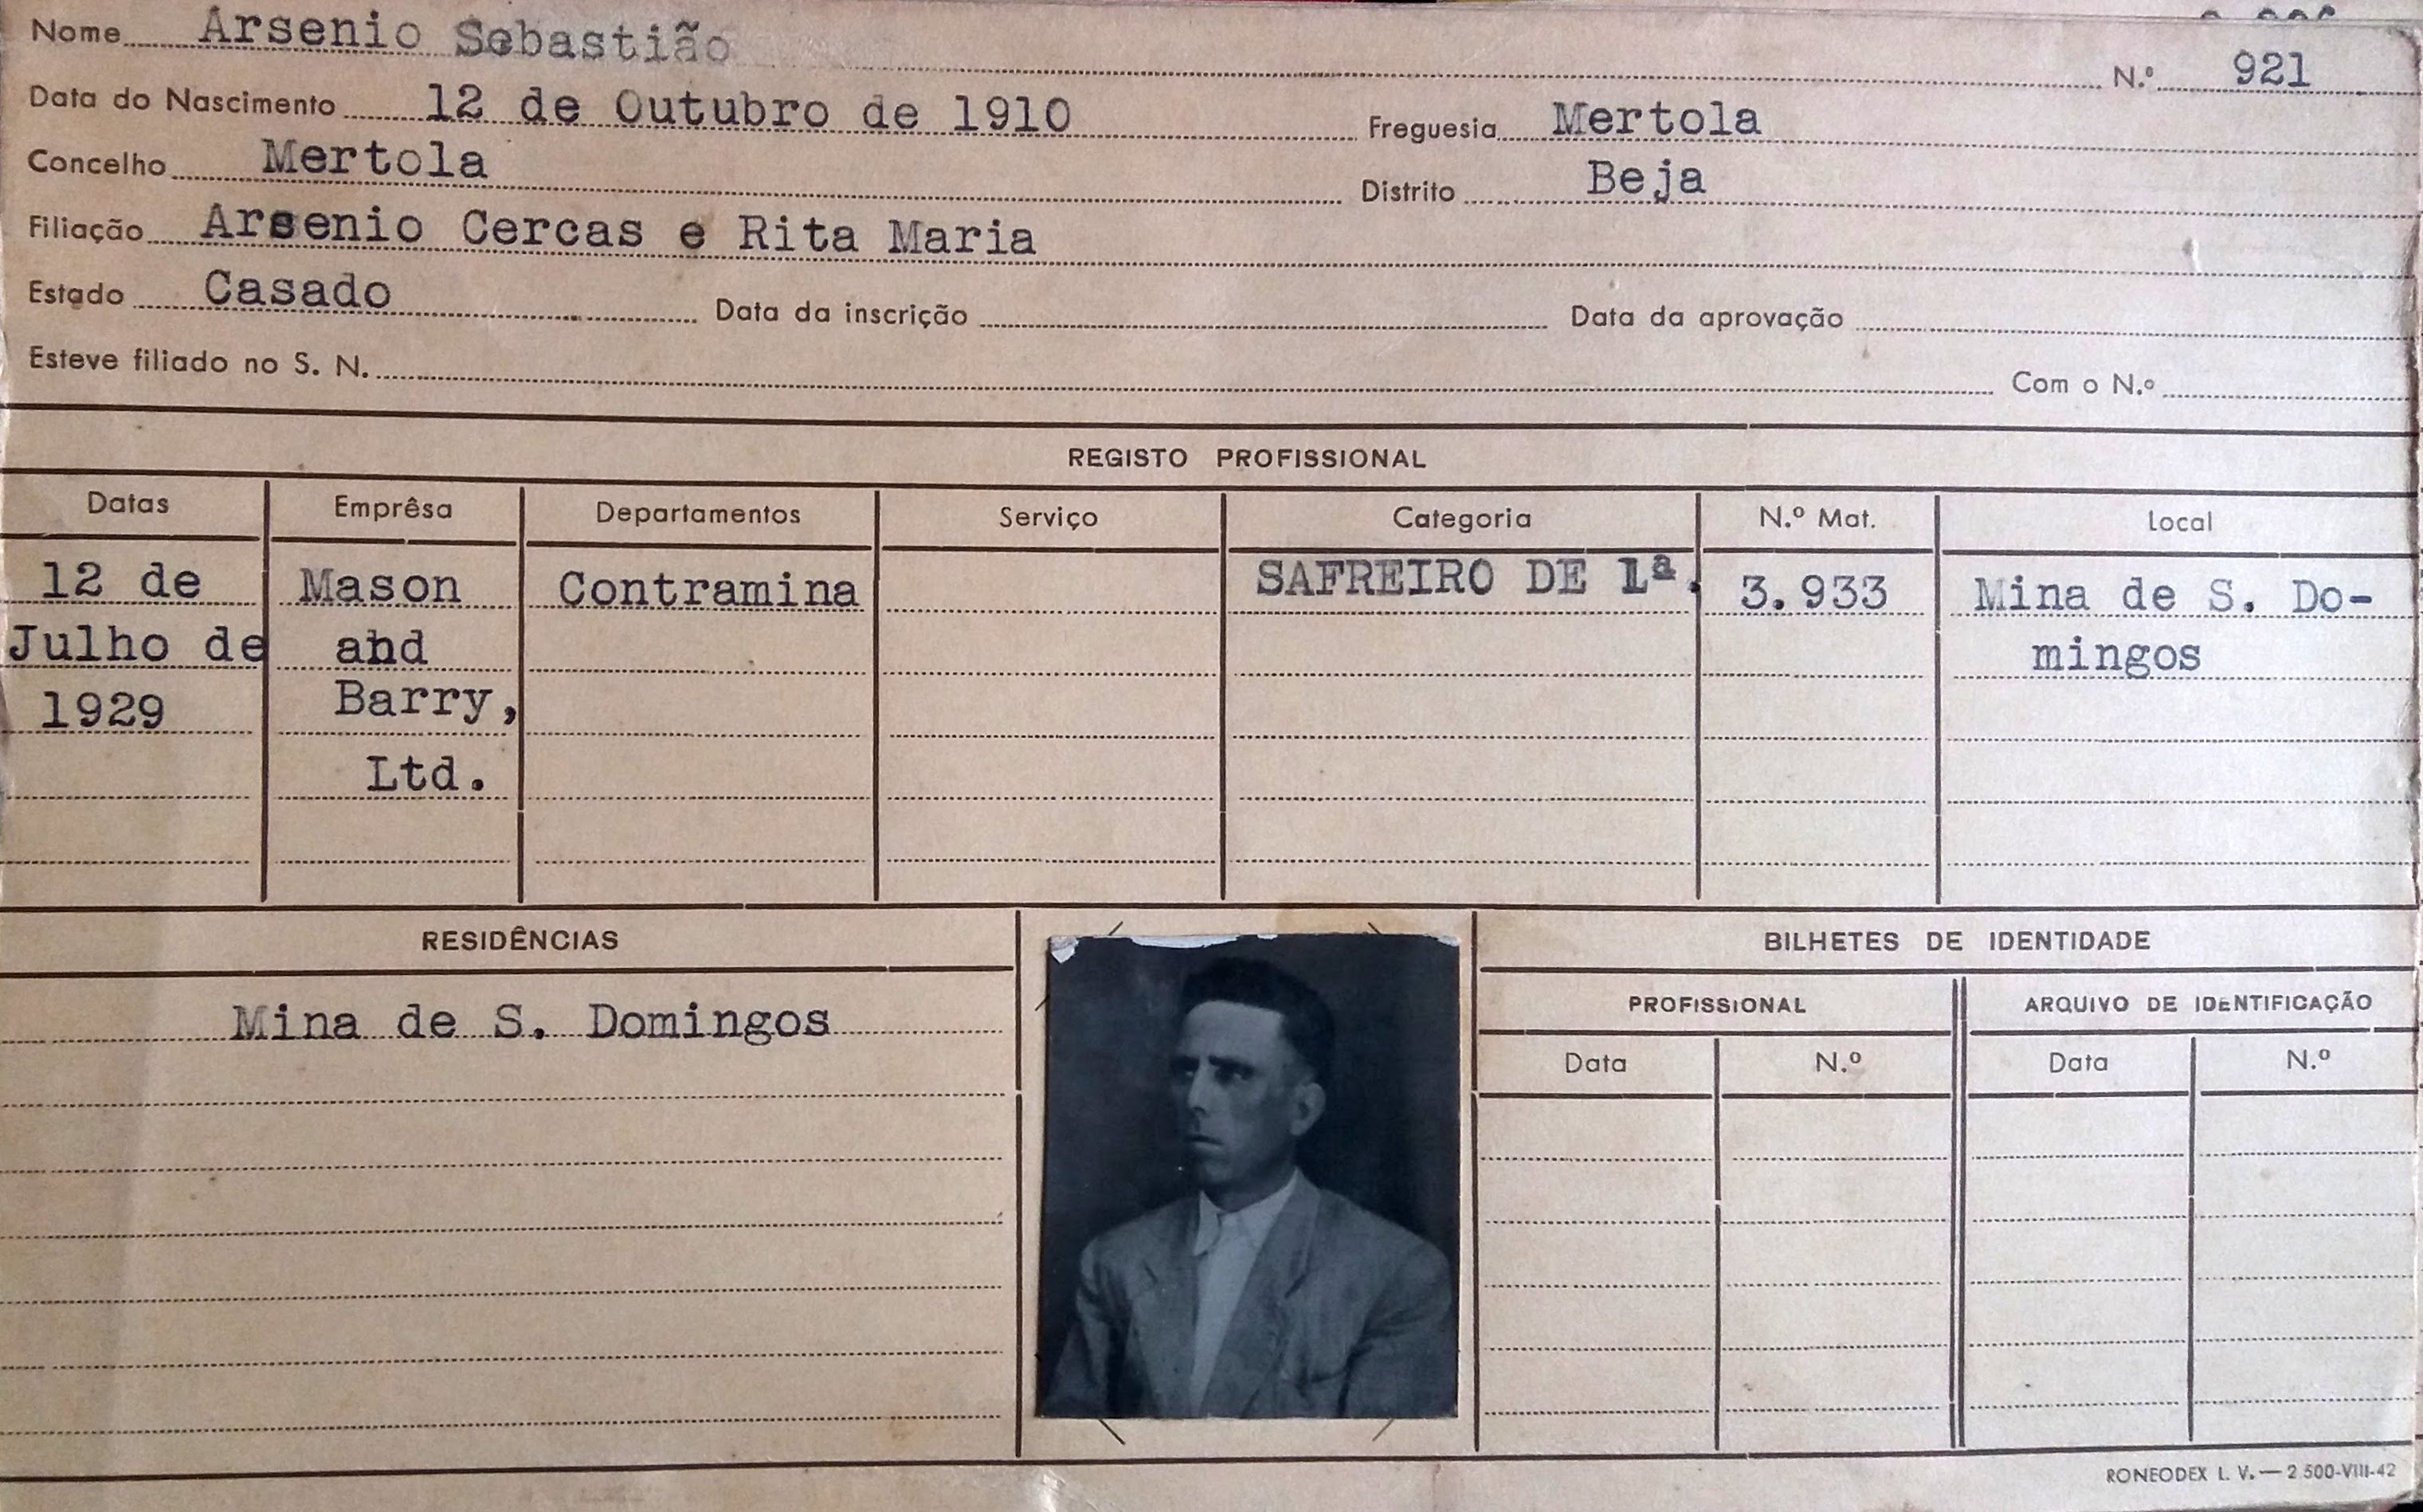 Nome Arsenio Sebastião N.º 921
Data do Nascimento 12 de Outubro de 1910 Freguesia Mertola
Concelho Mertola Distrito Beja
Filiação Arsenio Cercas e Rita Maria
Estado Casado Data da inscrição Data da aprovação
Esteve filiado no S. N. Com o N.º
REGISTO PROFISSIONAL
Datas Emprêsa Departamentos Serviço Categoria N.º Mat. Local
12 de Mason Contramina SAFREIRO DE 1ª. 3.933 Mina de S. Do-
Julho de and mingos
1929 Barry,
Ltd.
RESIDÊNCIAS BILHETES DE IDENTIDADE
PROFISSIONAL ARQUIVO DE IDENTIFICAÇÃO
Mina de S. Domingos
Data N.º Data N.º
RONEODEX L. V. — 2.500-VIII-42